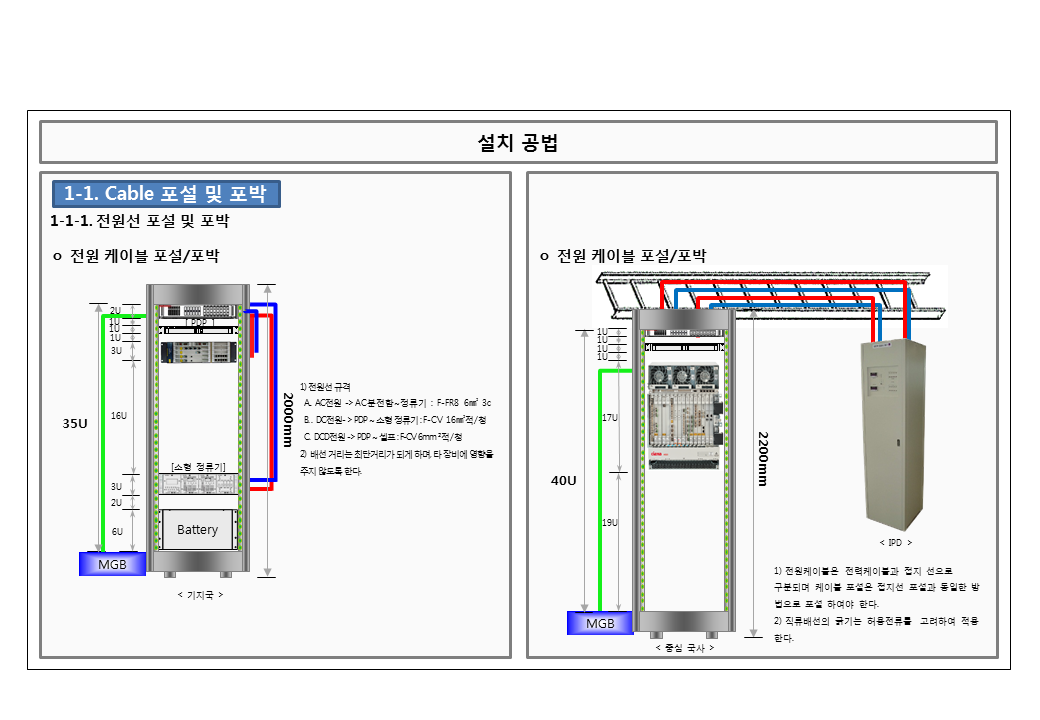 설치 공법
1-1. Cable 포설 및 포박
1-1-1. 전원선 포설 및 포박
ο 전원 케이블 포설/포박
2U
[ PDP ]
1U
1U
1U
3U
16U
35U
2000mm
[소형 정류기]
3U
2U
6U
Battery
MGB
< 기지국 >
1) 전원선 규격
A. AC전원 -> AC분전함~정류기 : F-FR8 6㎟ 3c
B. . DC전원-> PDP ~ 소형 정류기 : F-CV 16㎟적/청
C. DCD전원 -> PDP ~ 셀프 : F-CV 6mm²적/청
2) 배선 거리는 최단거리가 되게 하며, 타 장비에 영향을
주지 않도록 한다.
ο 전원 케이블 포설/포박
1U
1U
1U
1U
17U
40U
2200mm
19U
MGB
< 중심 국사 >
< IPD >
1) 전원케이블은 전력케이블과 접지 선으로
구분되며 케이블 포설은 접지선 포설과 동일한 방
법으로 포설 하여야 한다.
2) 직류배선의 굵기는 허용전류를 고려하여 적용
한다.